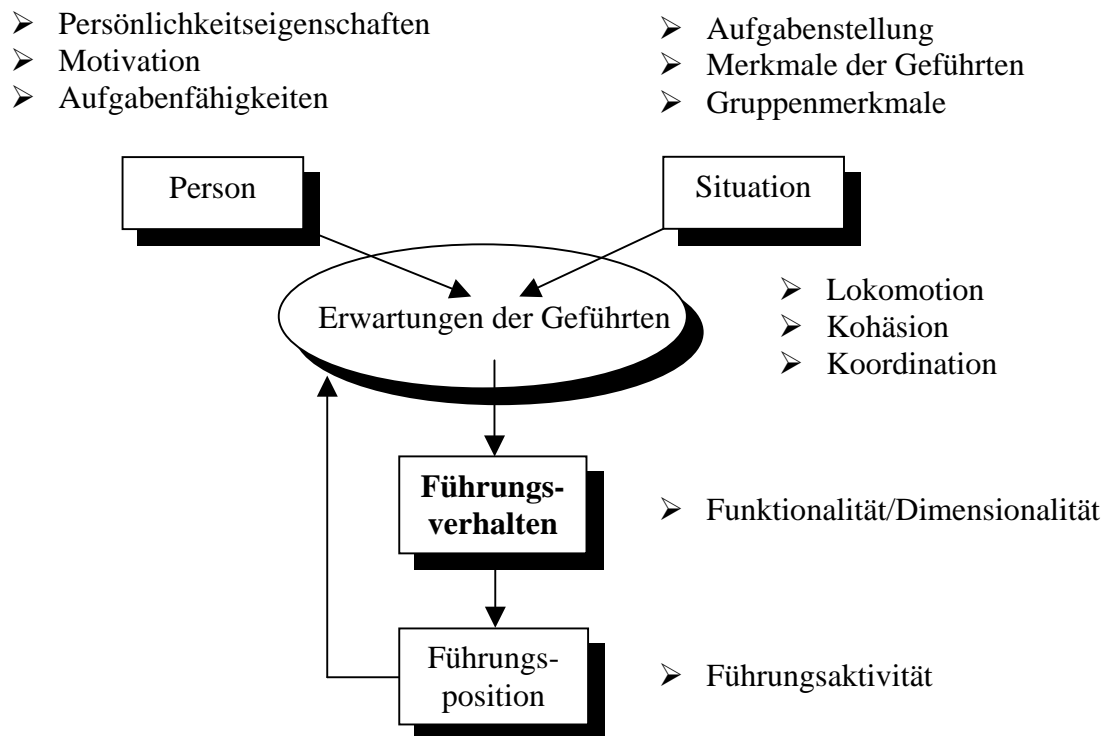 ➢ Persönlichkeitseigenschaften
➢ Motivation
➢ Aufgabenfähigkeiten
➢ Aufgabenstellung
➢ Merkmale der Geführten
➢ Gruppenmerkmale
Person
Situation
Erwartungen der Geführten
➢ Lokomotion
➢ Kohäsion
➢ Koordination
Führungs-
verhalten
➢ Funktionalität/Dimensionalität
Führungs-
position
➢ Führungsaktivität